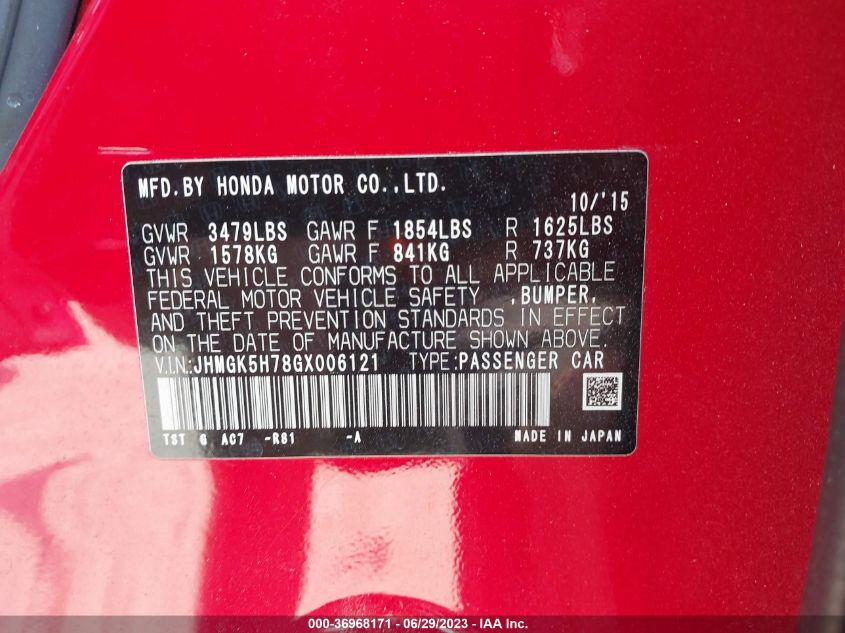 MFD.BY HONDA MOTOR CO.,LTD.
10/'15
GVWR 3479LBS GAWR F 1854LBS R 1625LBS
GVWR 1578KG GAWR F 841KG R 737KG
THIS VEHICLE CONFORMS TO ALL APPLICABLE
FEDERAL MOTOR VEHICLE SAFETY ,BUMPER,
AND THEFT PREVENTION STANDARDS IN EFFECT
ON THE DATE OF MANUFACTURE SHOWN ABOVE.
V.I.N.:JHMGK5H78GX006121 TYPE:PASSENGER CAR
TST G AC7 -R81 -A MADE IN JAPAN
000-36968171 - 06/29/2023 - IAA Inc.